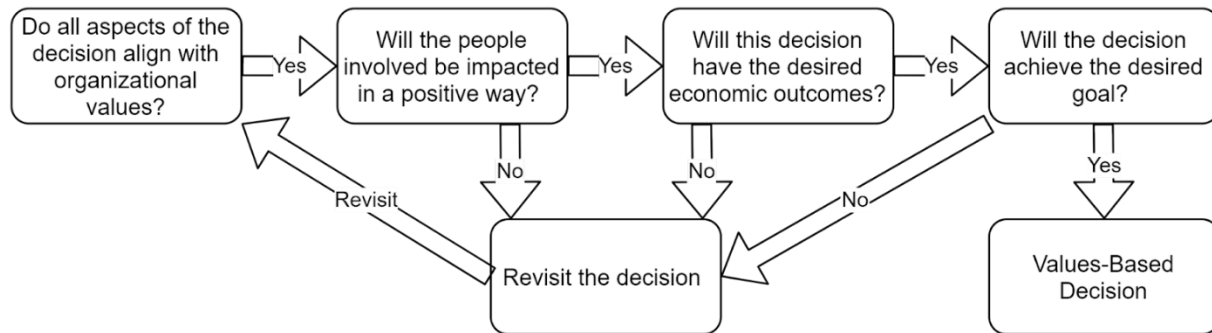 Do all aspects of the
decision align with
organizational
values?
Yes
Will the people
involved be impacted
in a positive way?
Yes
Will this decision
have the desired
economic outcomes?
Yes
Will the decision
achieve the desired
goal?
No
No
Yes
Revisit
No
Revisit the decision
Values-Based
Decision